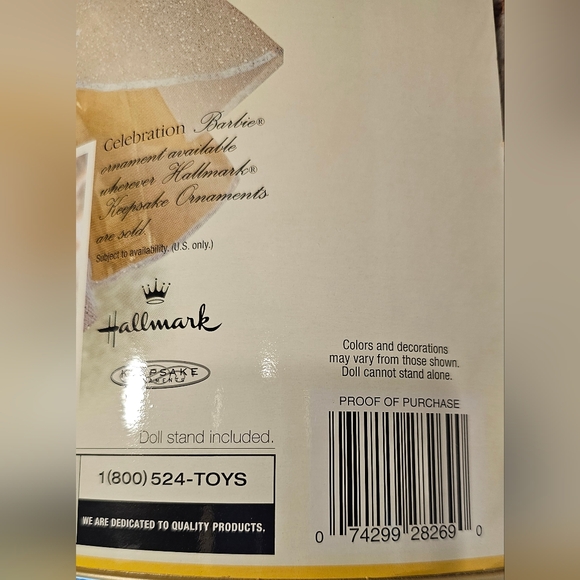 Celebration Barbie®
ornament available
wherever Hallmark®
Keepsake Ornaments
are sold.
Subject to availability. (U.S. only.)
Hallmark
KEEPSAKE
Doll stand included.
1(800) 524-TOYS
WE ARE DEDICATED TO QUALITY PRODUCTS.
Colors and decorations
may vary from those shown.
Doll cannot stand alone.
PROOF OF PURCHASE
0 74299 28269 0